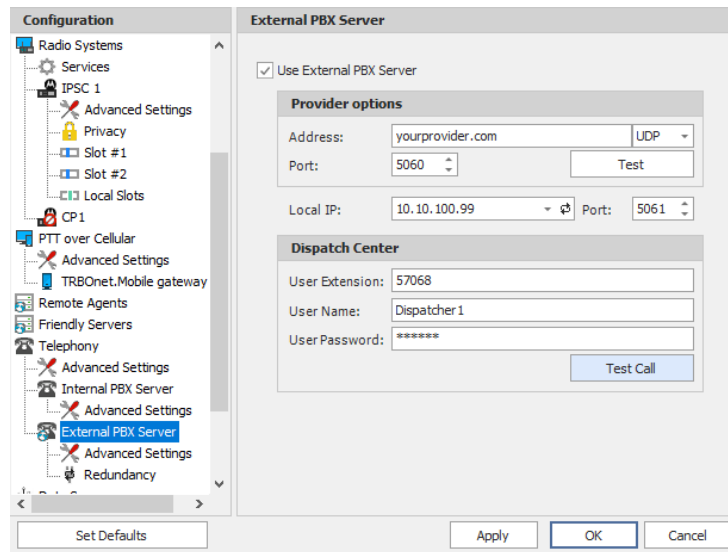 Configuration
Radio Systems
Services
IPSC 1
Advanced Settings
Privacy
Slot #1
Slot #2
Local Slots
CP1
PTT over Cellular
Advanced Settings
TRBOnet.Mobile gateway
Remote Agents
Friendly Servers
Telephony
Advanced Settings
Internal PBX Server
Advanced Settings
External PBX Server
Advanced Settings
Redundancy
Set Defaults
External PBX Server
Use External PBX Server
Provider options
Address: yourprovider.com UDP
Port: 5060 Test
Local IP: 10.10.100.99 Port: 5061
Dispatch Center
User Extension: 57068
User Name: Dispatcher1
User Password: ******
Test Call
Apply OK Cancel